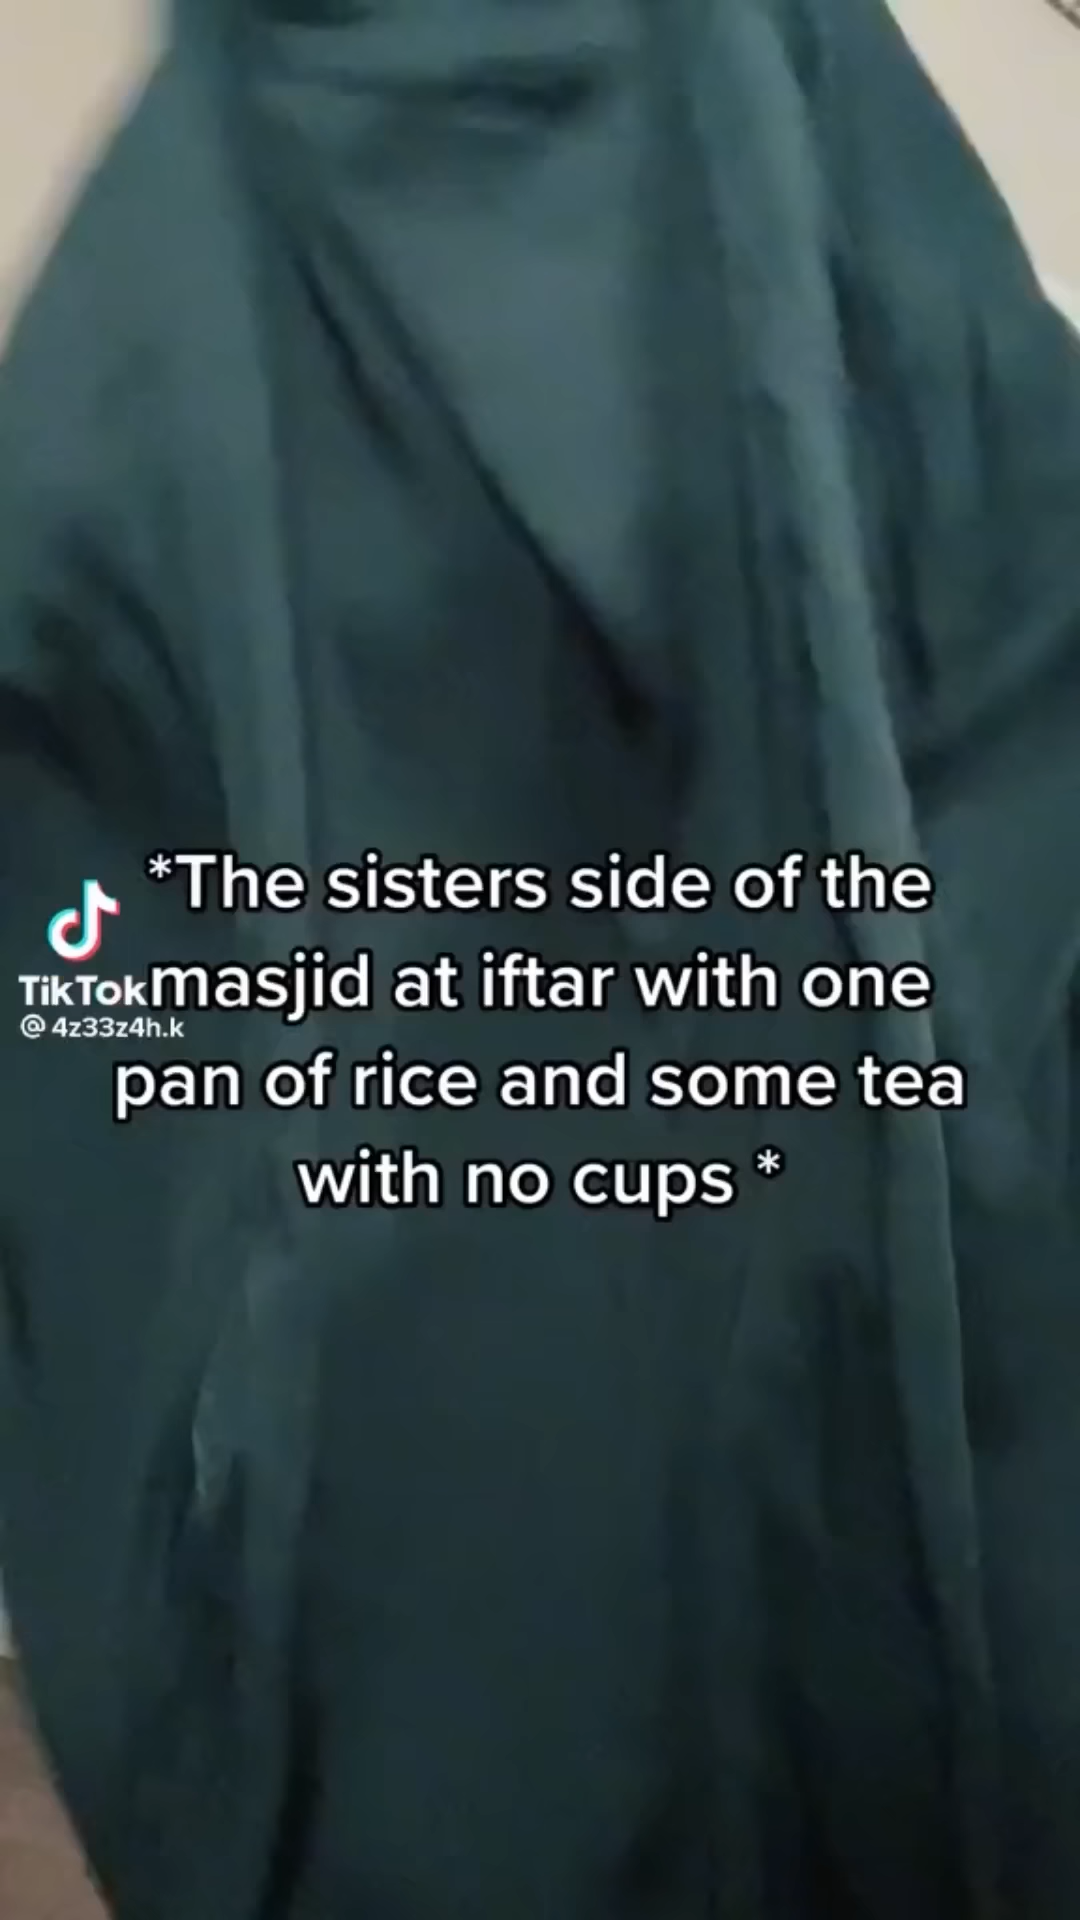 *The sisters side of the
masjid at iftar with one
pan of rice and some tea
with no cups *
TikTok
@4z33z4h.k